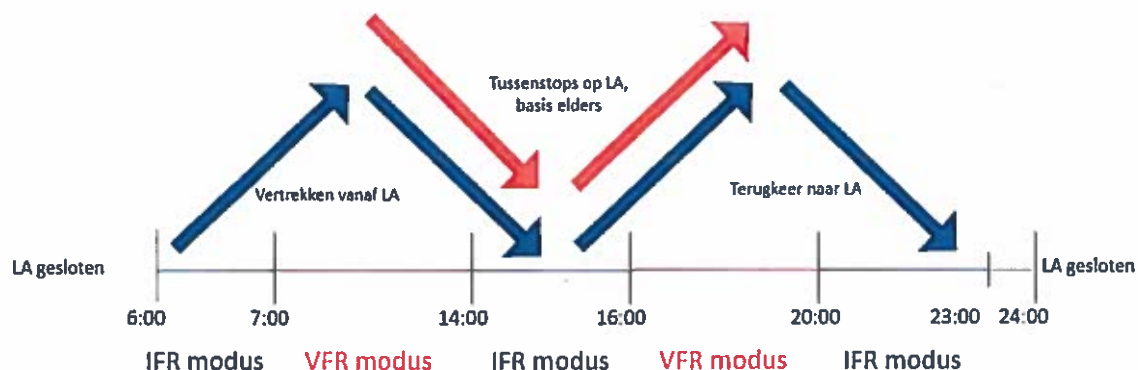 Tussenstops op LA,
basis elders
Vertrekken vanaf LA
Terugkeer naar LA
LA gesloten
LA gesloten
6:00 7:00 14:00 16:00 20:00 23:00 24:00
IFR modus VFR modus IFR modus VFR modus IFR modus